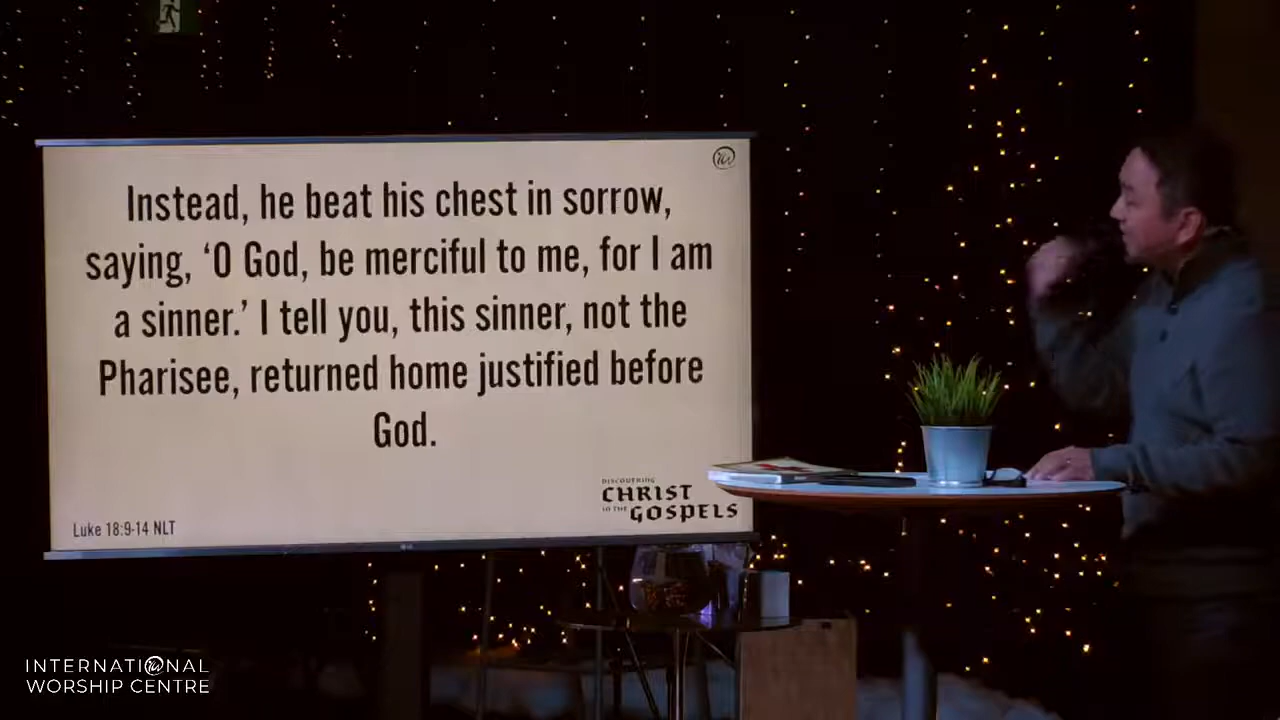 Instead, he beat his chest in sorrow,
saying, ‘O God, be merciful to me, for I am
a sinner.’ I tell you, this sinner, not the
Pharisee, returned home justified before
God.
Luke 18:9-14 NLT
DISCOVERING
CHRIST
IN THE GOSPELS
INTERNATIONAL
WORSHIP CENTRE